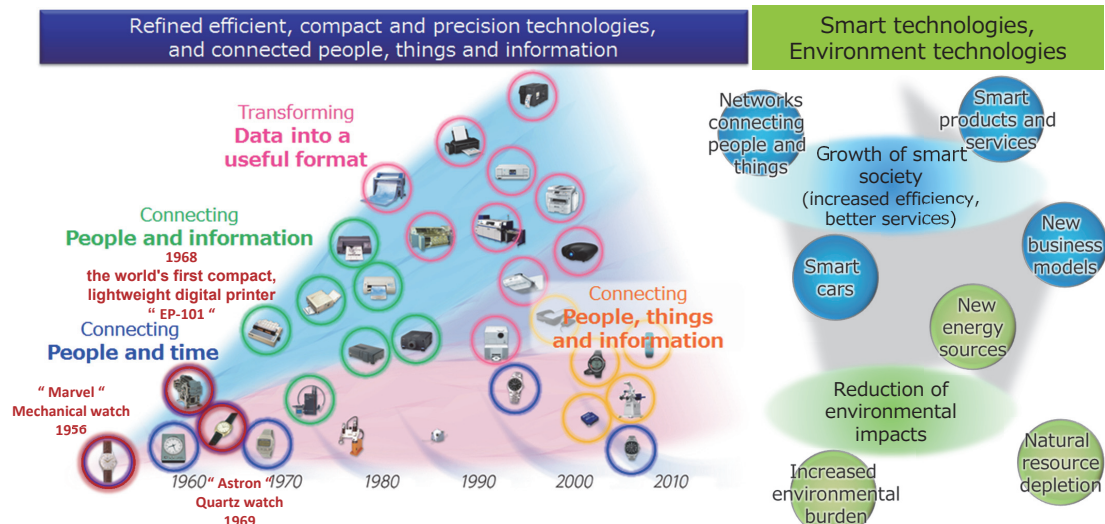 Refined efficient, compact and precision technologies,
and connected people, things and information
Smart technologies,
Environment technologies
Transforming
Data into a
useful format
Connecting
People and information
1968
the world's first compact,
lightweight digital printer
“ EP-101 “
Connecting
People and time
“ Marvel “
Mechanical watch
1956
Connecting
People, things
and information
1960
1970
1980
1990
2000
2010
“ Astron “
Quartz watch
1969
Networks
connecting
people and
things
Smart
products and
services
Growth of smart
society
(increased efficiency,
better services)
Smart
cars
New
business
models
New
energy
sources
Reduction of
environmental
impacts
Increased
environmental
burden
Natural
resource
depletion